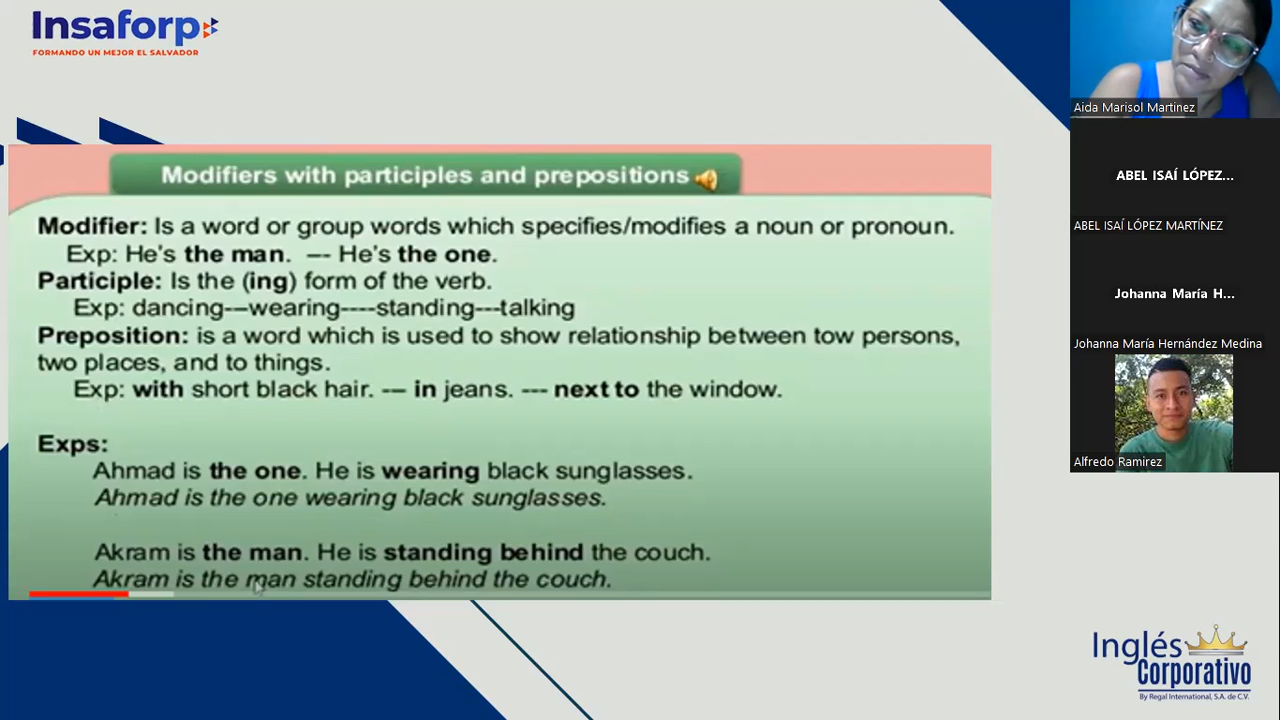 Insaforp
FORMANDO UN MEJOR EL SALVADOR
Modifiers with participles and prepositions
Modifier: Is a word or group words which specifies/modifies a noun or pronoun.
Exp: He's the man. --- He's the one.
Participle: Is the (ing) form of the verb.
Exp: dancing---wearing----standing---talking
Preposition: is a word which is used to show relationship between tow persons,
two places, and to things.
Exp: with short black hair. --- in jeans. --- next to the window.
Exps:
Ahmad is the one. He is wearing black sunglasses.
Ahmad is the one wearing black sunglasses.
Akram is the man. He is standing behind the couch.
Akram is the man standing behind the couch.
Aida Marisol Martinez
ABEL ISAÍ LÓPEZ...
ABEL ISAÍ LÓPEZ MARTÍNEZ
Johanna María H...
Johanna María Hernández Medina
Alfredo Ramirez
Inglés
Corporativo
By Regal International, S.A. de C.V.